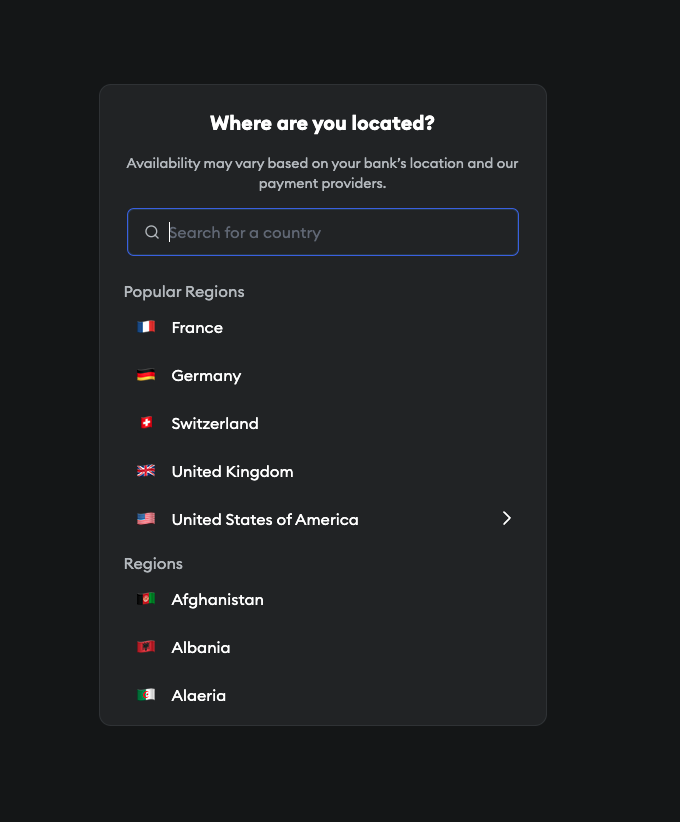 Where are you located?
Availability may vary based on your bank's location and our
payment providers.
Search for a country
Popular Regions
France
Germany
Switzerland
United Kingdom
United States of America
Regions
Afghanistan
Albania
Algeria